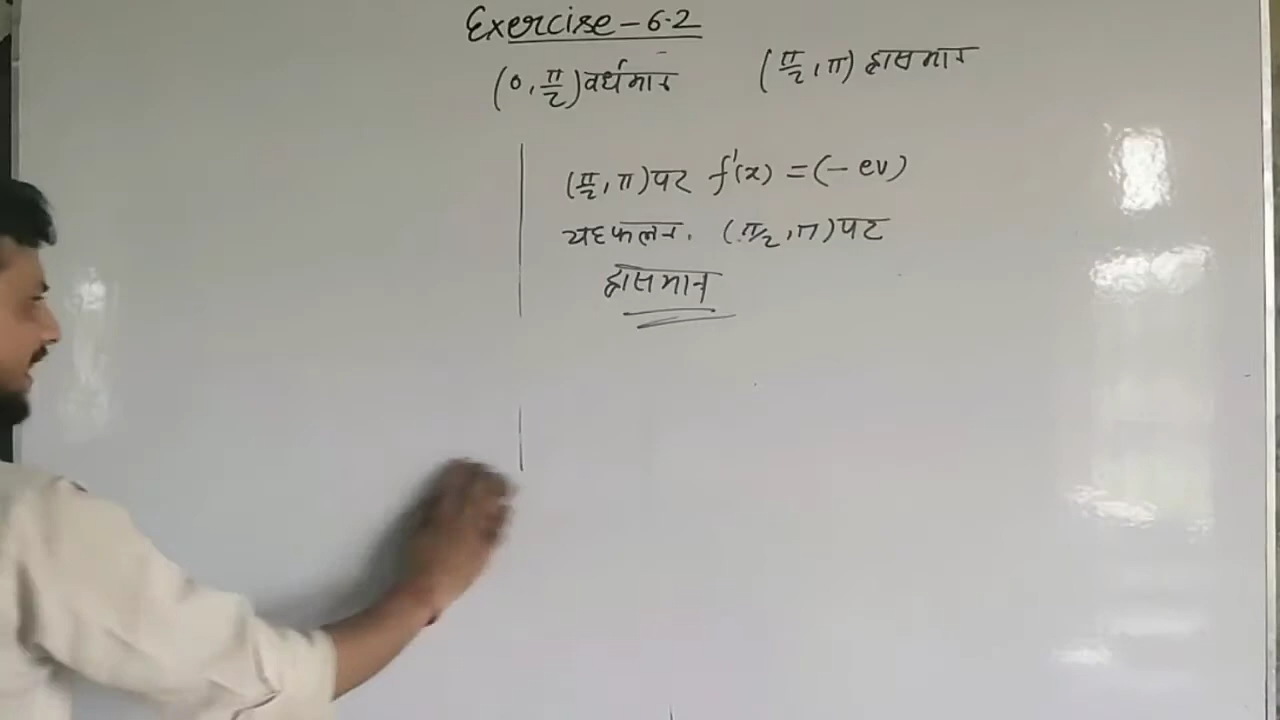 Exercise - 6.2
(0, π/2) वर्धमान (π/2, π) ह्रासमान
(π/2, π) पर f'(x) = (- ev)
यह फलन. (π/2, π) पर
ह्रासमान